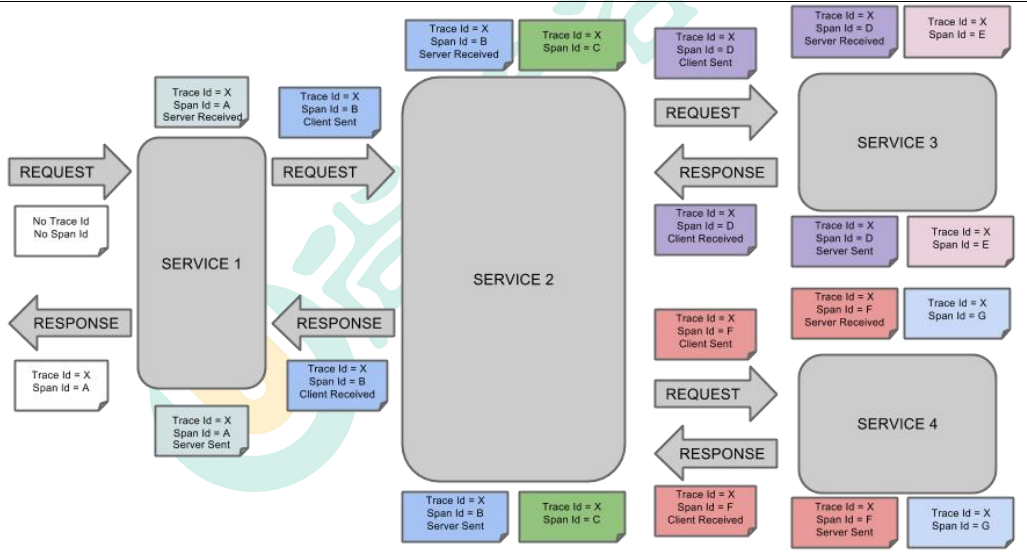 Trace Id = X
Span Id = A
Server Received
REQUEST
No Trace Id
No Span Id
SERVICE 1
RESPONSE
Trace Id = X
Span Id = A
Trace Id = X
Span Id = A
Server Sent
Trace Id = X
Span Id = B
Client Sent
REQUEST
RESPONSE
Trace Id = X
Span Id = B
Client Received
Trace Id = X
Span Id = B
Server Received
Trace Id = X
Span Id = C
SERVICE 2
Trace Id = X
Span Id = B
Server Sent
Trace Id = X
Span Id = C
Trace Id = X
Span Id = D
Client Sent
REQUEST
RESPONSE
Trace Id = X
Span Id = D
Client Received
Trace Id = X
Span Id = D
Server Received
Trace Id = X
Span Id = E
SERVICE 3
Trace Id = X
Span Id = D
Server Sent
Trace Id = X
Span Id = E
Trace Id = X
Span Id = F
Client Sent
REQUEST
RESPONSE
Trace Id = X
Span Id = F
Client Received
Trace Id = X
Span Id = F
Server Received
Trace Id = X
Span Id = G
SERVICE 4
Trace Id = X
Span Id = F
Server Sent
Trace Id = X
Span Id = G